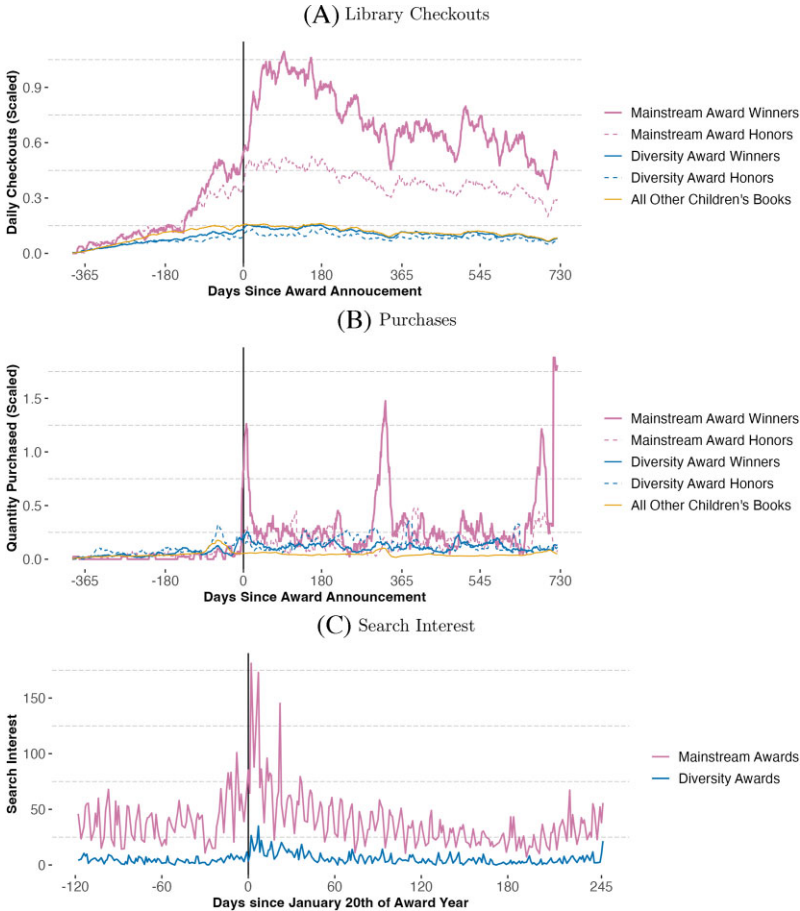 (A) Library Checkouts
Daily Checkouts (Scaled)
0.9
0.6
0.3
0.0
-365 -180 0 180 365 545 730
Days Since Award Annoucement
Mainstream Award Winners
Mainstream Award Honors
Diversity Award Winners
Diversity Award Honors
All Other Children's Books
(B) Purchases
Quantity Purchased (Scaled)
1.5
1.0
0.5
0.0
-365 -180 0 180 365 545 730
Days Since Award Announcement
Mainstream Award Winners
Mainstream Award Honors
Diversity Award Winners
Diversity Award Honors
All Other Children's Books
(C) Search Interest
Search Interest
150
100
50
0
-120 -60 0 60 120 180 245
Days since January 20th of Award Year
Mainstream Awards
Diversity Awards